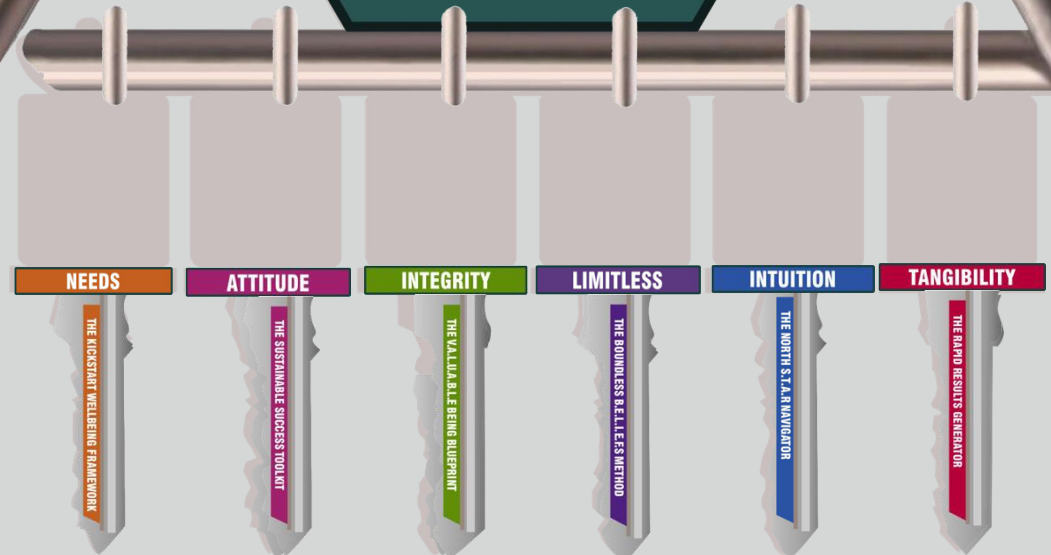 NEEDS
ATTITUDE
INTEGRITY
LIMITLESS
INTUITION
TANGIBILITY
THE KICKSTART WELLBEING FRAMEWORK
THE SUSTAINABLE SUCCESS TOOLKIT
THE V.A.L.U.A.B.L.E BEING BLUEPRINT
THE BOUNDLESS B.E.L.I.E.F.S METHOD
THE NORTH S.T.A.R NAVIGATOR
THE RAPID RESULTS GENERATOR